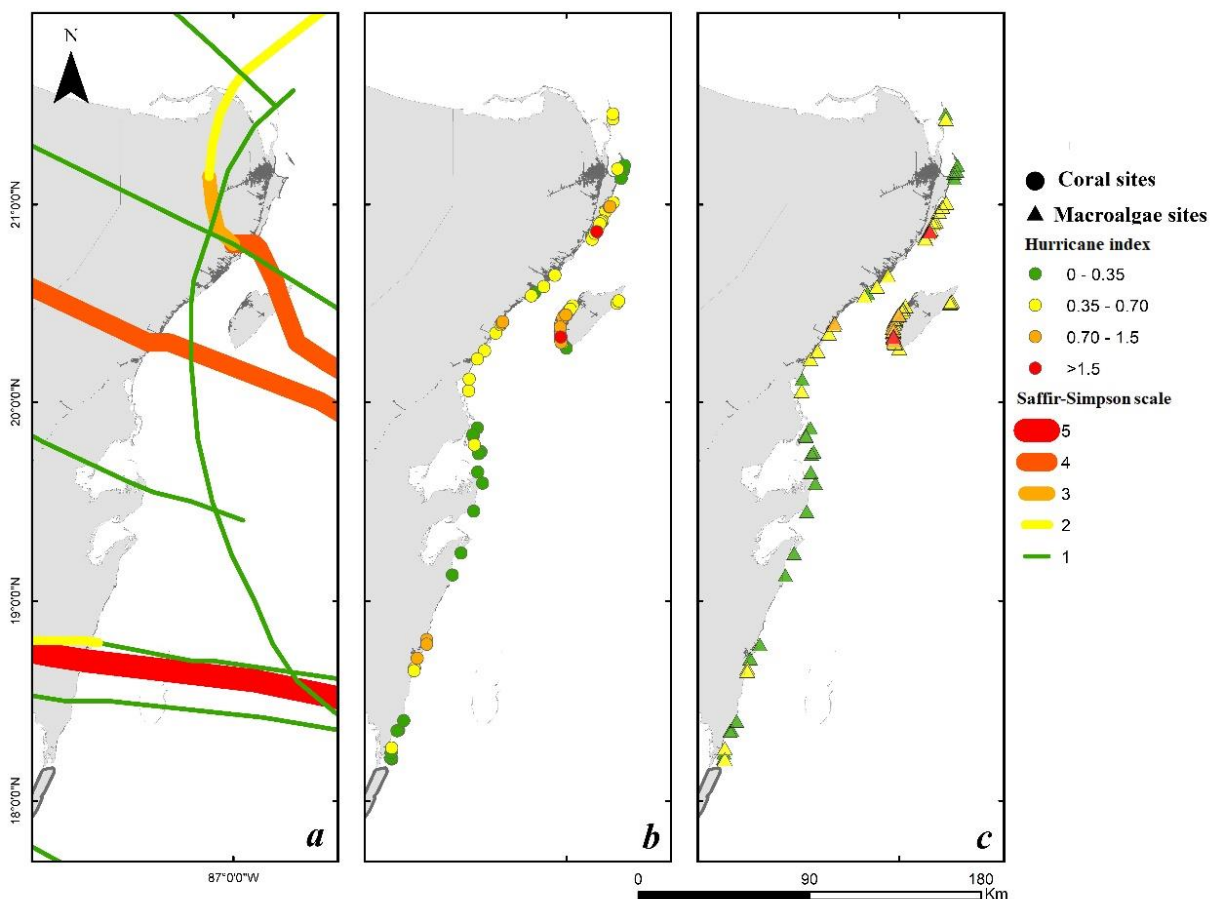 N
21°0'0"N
20°0'0"N
19°0'0"N
18°0'0"N
87°0'0"W
a
b
c
Coral sites
Macroalgae sites
Hurricane index
0 - 0.35
0.35 - 0.70
0.70 - 1.5
>1.5
Saffir-Simpson scale
5
4
3
2
1
0 90 180
Km